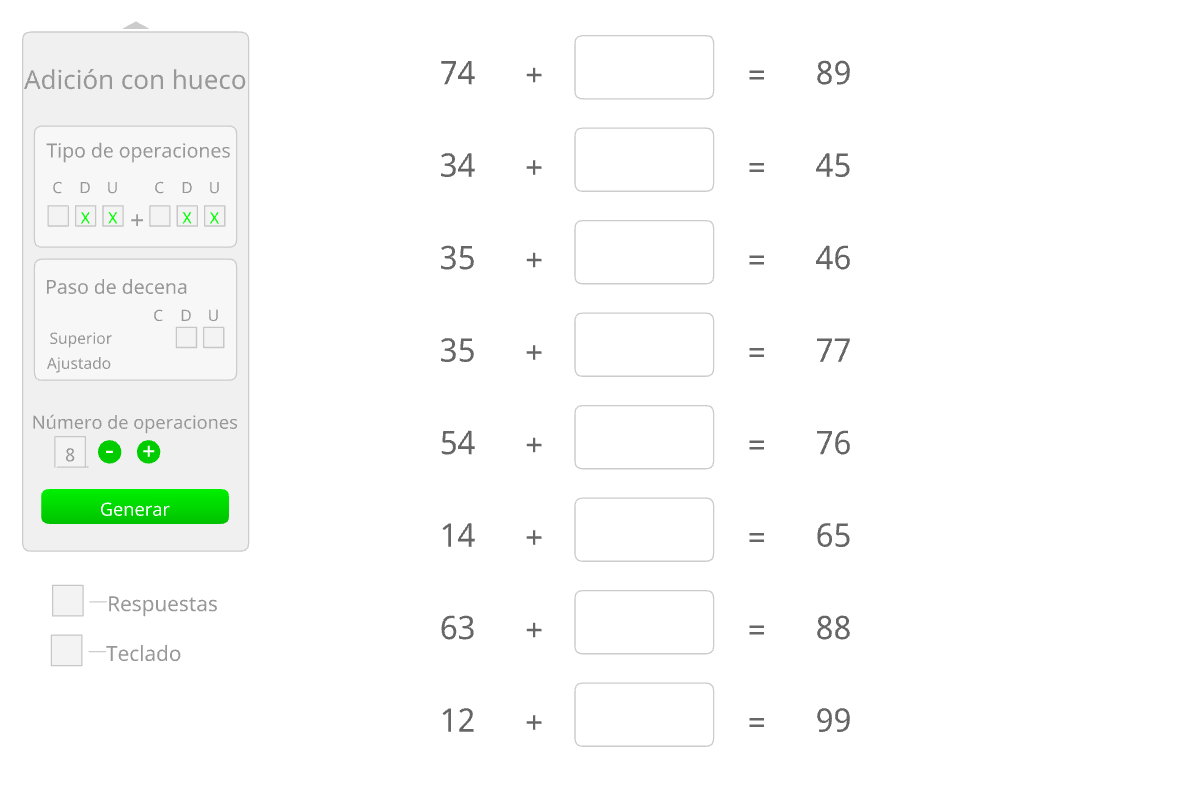 Adición con hueco
Tipo de operaciones
C D U C D U
X X + X X
Paso de decena
C D U
Superior
Ajustado
Número de operaciones
8 - +
Generar
Respuestas
Teclado
74 + = 89
34 + = 45
35 + = 46
35 + = 77
54 + = 76
14 + = 65
63 + = 88
12 + = 99